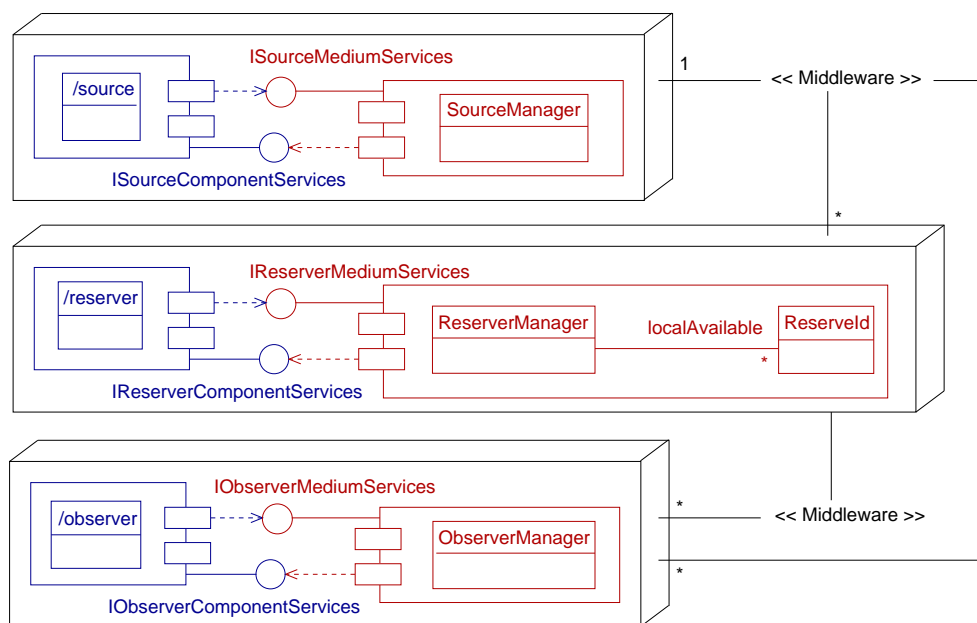 ISourceMediumServices
/source
SourceManager
ISourceComponentServices
1
<< Middleware >>
*
IReserverMediumServices
/reserver
ReserverManager
localAvailable
*
ReserveId
IReserverComponentServices
IObserverMediumServices
/observer
ObserverManager
IObserverComponentServices
*
<< Middleware >>
*